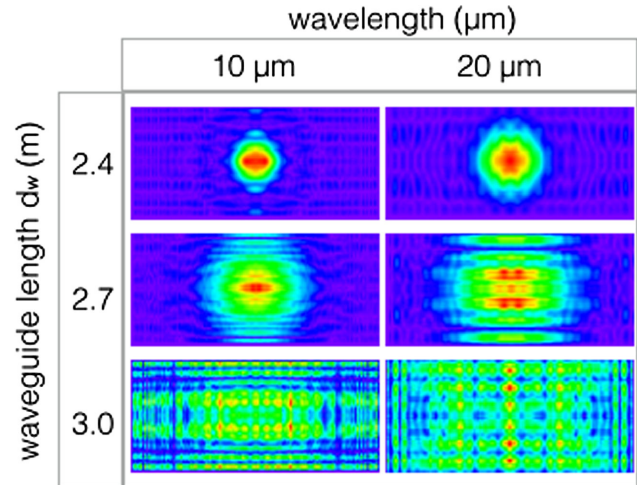 wavelength (µm)
10 µm 20 µm
waveguide length dw (m)
2.4
2.7
3.0